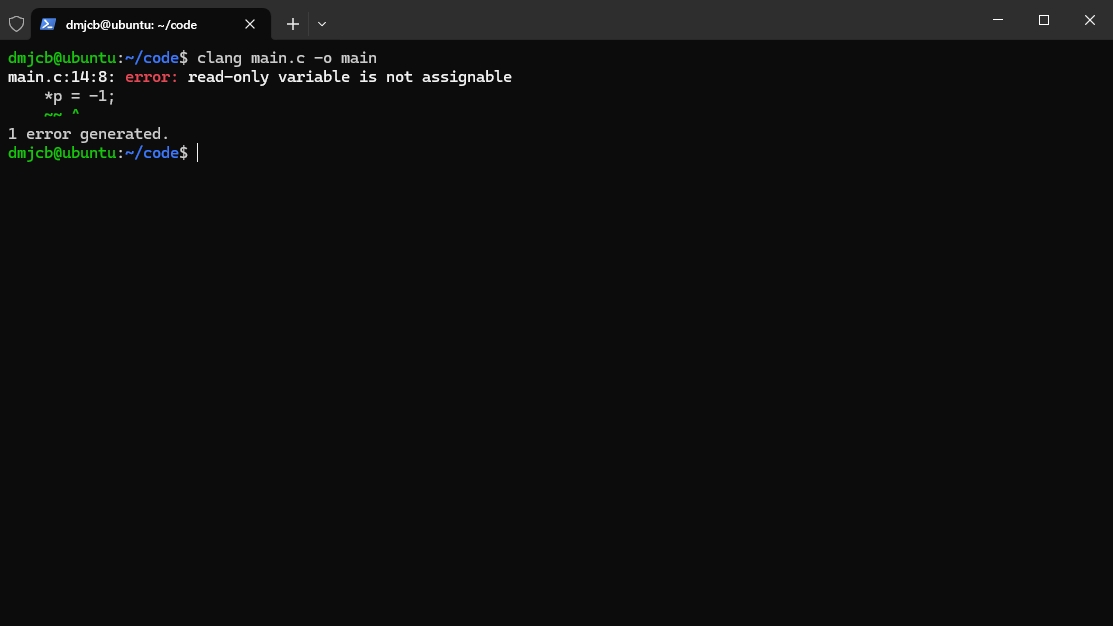 dmjcb@ubuntu: ~/code
dmjcb@ubuntu:~/code$ clang main.c -o main
main.c:14:8: error: read-only variable is not assignable
    *p = -1;
    ~~ ^
1 error generated.
dmjcb@ubuntu:~/code$